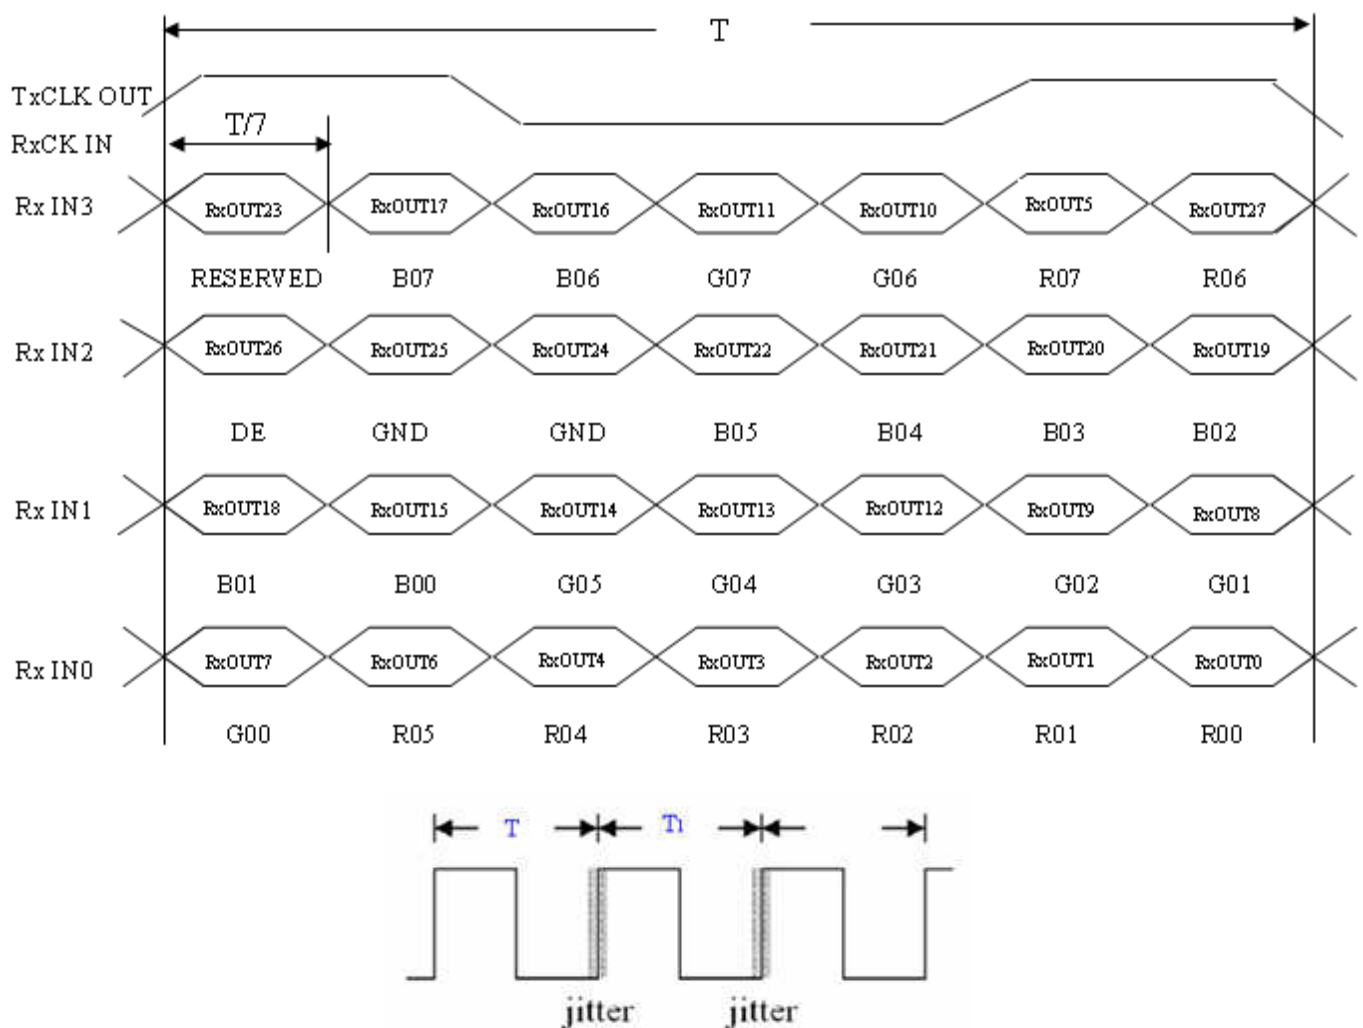 T
TxCLK OUT
T/7
RxCK IN
Rx IN3 RxOUT23 RxOUT17 RxOUT16 RxOUT11 RxOUT10 RxOUT5 RxOUT27
RESERVED B07 B06 G07 G06 R07 R06
Rx IN2 RxOUT26 RxOUT25 RxOUT24 RxOUT22 RxOUT21 RxOUT20 RxOUT19
DE GND GND B05 B04 B03 B02
Rx IN1 RxOUT18 RxOUT15 RxOUT14 RxOUT13 RxOUT12 RxOUT9 RxOUT8
B01 B00 G05 G04 G03 G02 G01
Rx IN0 RxOUT7 RxOUT6 RxOUT4 RxOUT3 RxOUT2 RxOUT1 RxOUT0
G00 R05 R04 R03 R02 R01 R00
T T1
jitter jitter